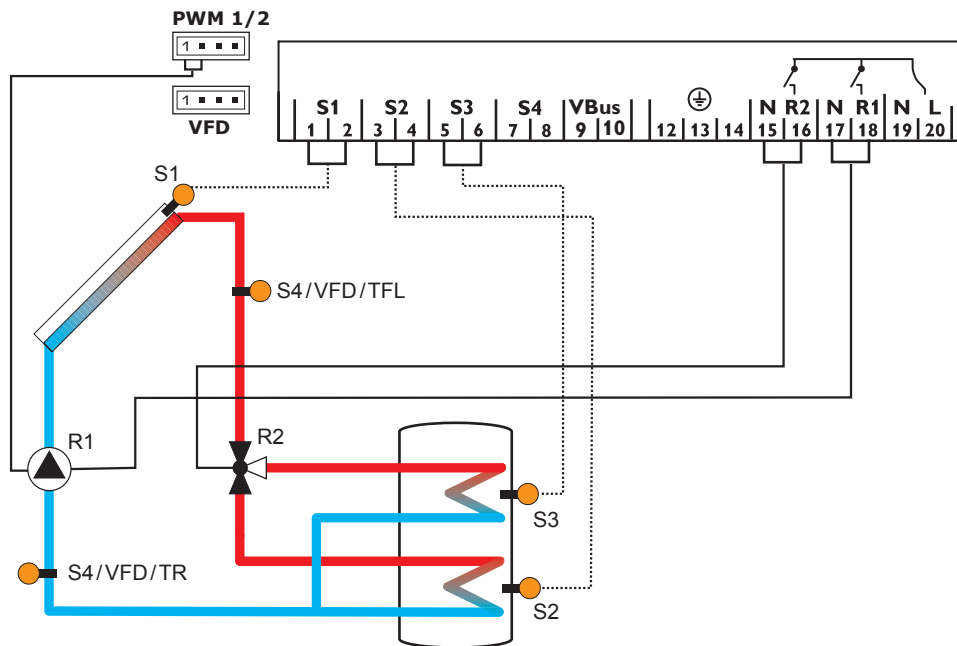 PWM 1/2
1
1
VFD
S1 S2 S3 S4 VBus N R2 N R1 N L
1 2 3 4 5 6 7 8 9 10 12 13 14 15 16 17 18 19 20
S1
S4/VFD/TFL
R1
R2
S3
S4/VFD/TR
S2